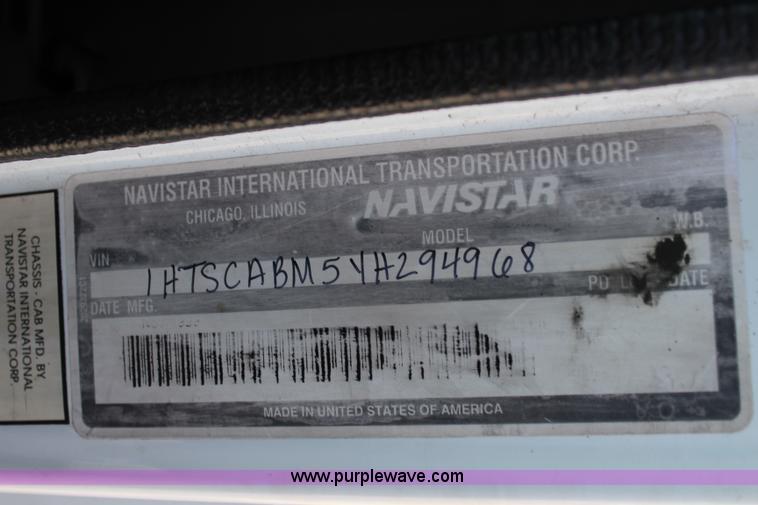 NAVISTAR INTERNATIONAL TRANSPORTATION CORP.
CHICAGO, ILLINOIS
NAVISTAR
VIN
MODEL
W.B.
1HTSCABM5YH294968
DATE MFG.
DATE
MADE IN UNITED STATES OF AMERICA
CHASSIS - CAB MFD. BY
NAVISTAR INTERNATIONAL
TRANSPORTATION CORP.
www.purplewave.com